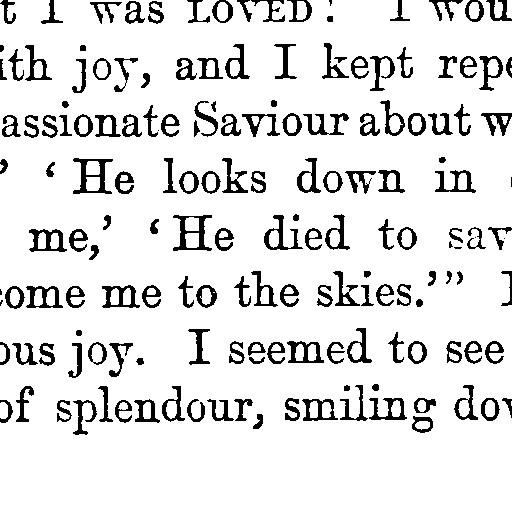 t I was LOVED! I wou
ith joy, and I kept repe
assionate Saviour about w
' ‘He looks down in
me,’ ‘He died to sav
come me to the skies.’” I
ous joy. I seemed to see
of splendour, smiling dov